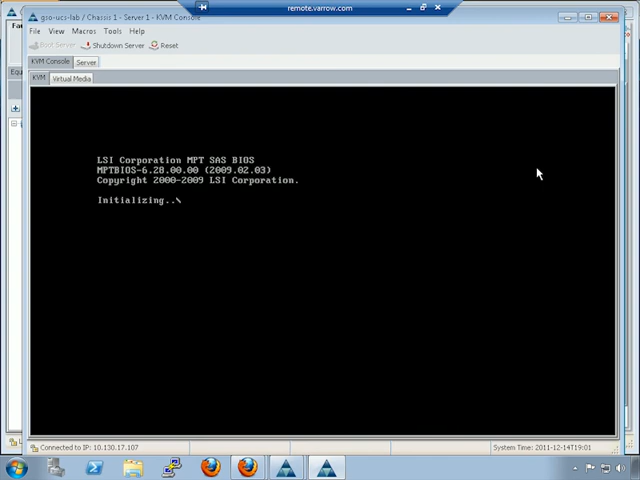 remote.varrow.com
gso-ucs-lab / Chassis 1 - Server 1 - KVM Console
File View Macros Tools Help
Boot Server Shutdown Server Reset
KVM Console Server
KVM Virtual Media
LSI Corporation MPT SAS BIOS
MPTBIOS-6.28.00.00 (2009.02.03)
Copyright 2000-2009 LSI Corporation.
Initializing..\
Connected to IP: 10.130.17.107
System Time: 2011-12-14T19:01